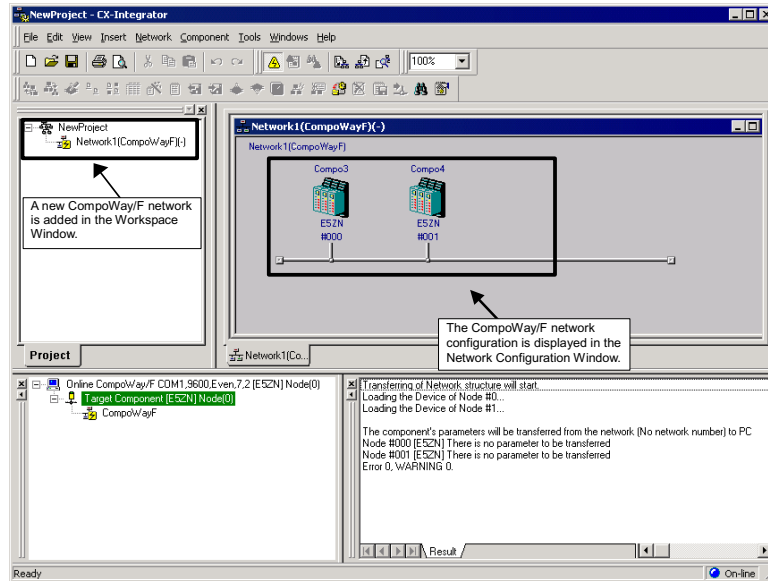 NewProject - CX-Integrator
File Edit View Insert Network Component Tools Windows Help
100%
NewProject
Network1(CompoWayF)(-)
A new CompoWay/F network
is added in the Workspace
Window.
Project
Network1(CompoWayF)(-)
Network1(CompoWayF)
Compo3 Compo4
E5ZN E5ZN
#000 #001
The CompoWay/F network
configuration is displayed in the
Network Configuration Window.
Network1(Co...
Online CompoWay/F COM1,9600,Even,7,2 [E5ZN] Node(0)
Target Component [E5ZN] Node(0)
CompoWayF
Transferring of Network structure will start.
Loading the Device of Node #0...
Loading the Device of Node #1...
The component's parameters will be transferred from the network (No network number) to PC
Node #000 [E5ZN] There is no parameter to be transferred
Node #001 [E5ZN] There is no parameter to be transferred
Error 0, WARNING 0.
Result
Ready
On-line